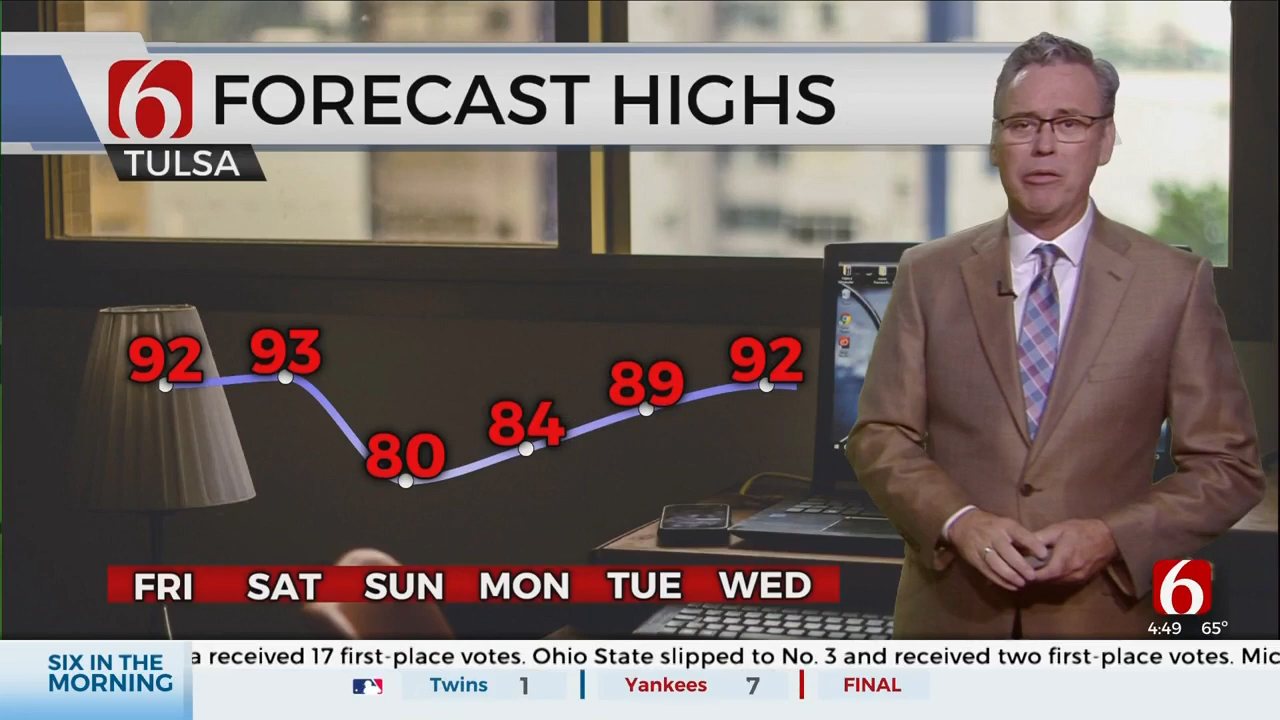 6 FORECAST HIGHS
TULSA
92 93 80 84 89 92
FRI SAT SUN MON TUE WED
6
4:49 65°
SIX IN THE
MORNING
a received 17 first-place votes. Ohio State slipped to No. 3 and received two first-place votes. Mic
Twins 1 Yankees 7 FINAL